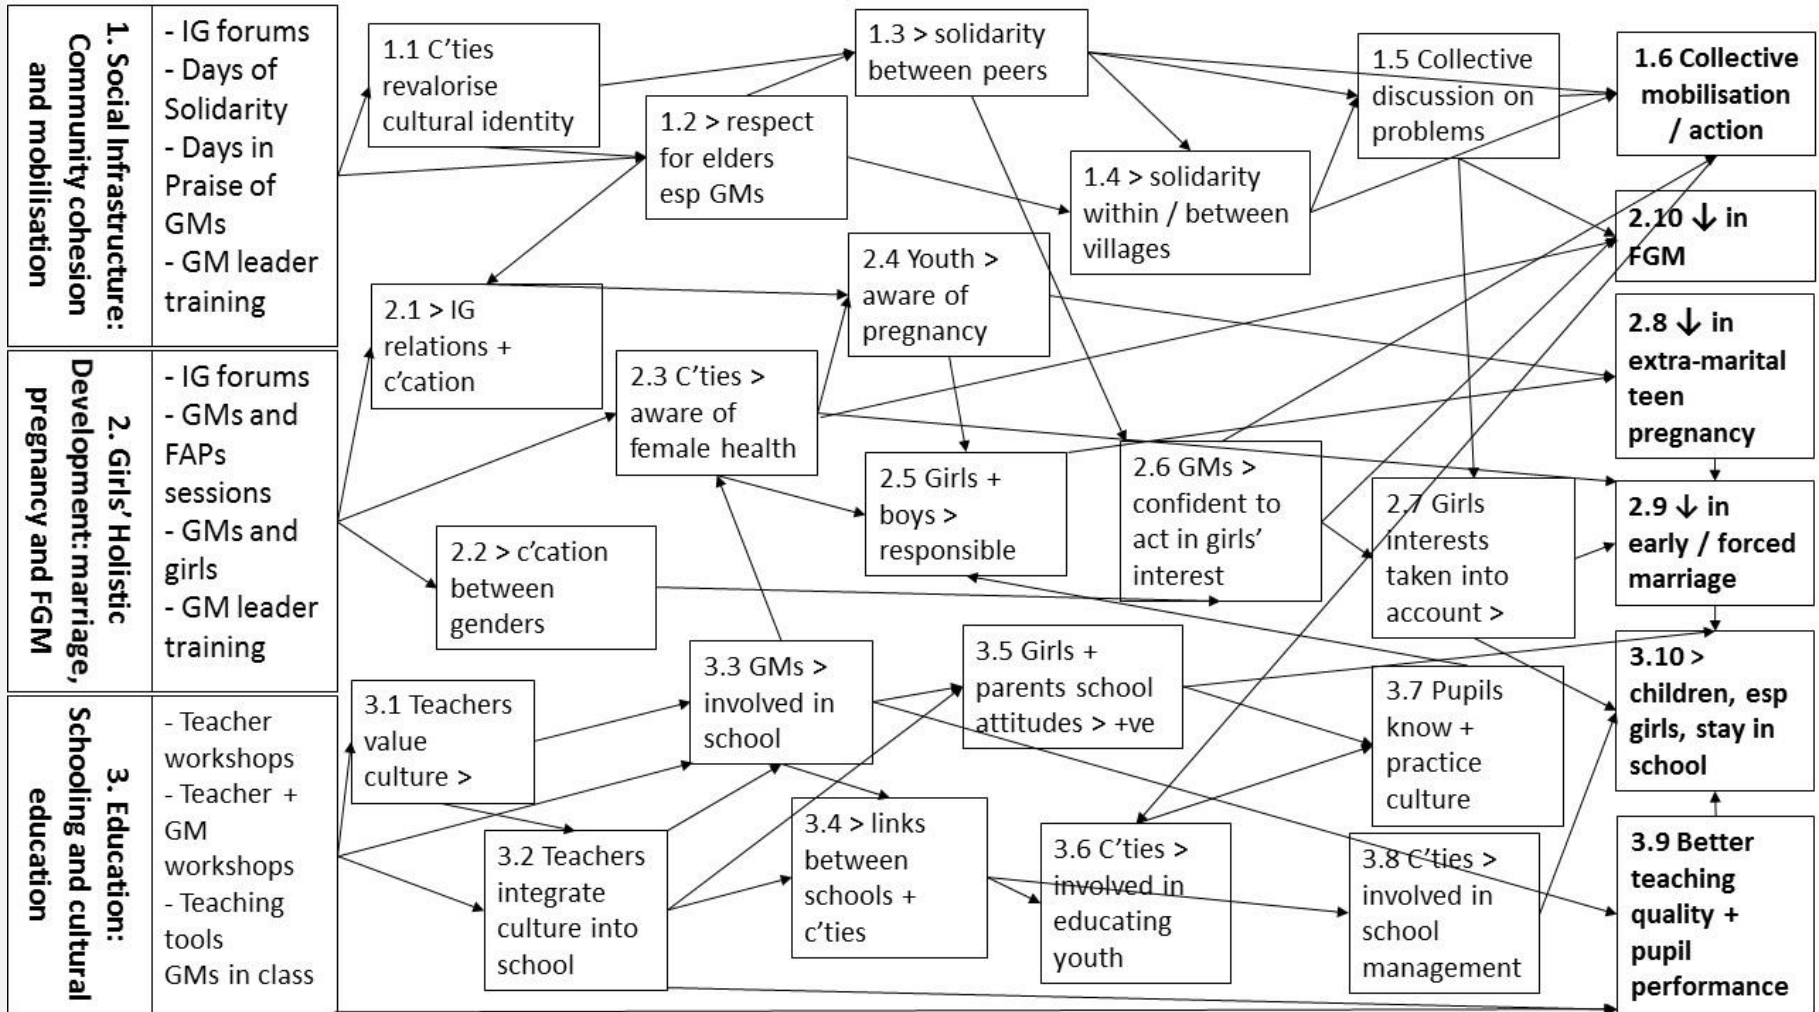 1. Social Infrastructure:
Community cohesion
and mobilisation
- IG forums
- Days of
Solidarity
- Days in
Praise of
GMs
- GM leader
training
1.1 C’ties
revalorise
cultural identity
1.2 > respect
for elders
esp GMs
1.3 > solidarity
between peers
1.4 > solidarity
within / between
villages
1.5 Collective
discussion on
problems
1.6 Collective
mobilisation
/ action
2. Girls’ Holistic
Development: marriage,
pregnancy and FGM
- IG forums
- GMs and
FAPs
sessions
- GMs and
girls
- GM leader
training
2.1 > IG
relations +
c’cation
2.2 > c’cation
between
genders
2.3 C’ties >
aware of
female health
2.4 Youth >
aware of
pregnancy
2.5 Girls +
boys >
responsible
2.6 GMs >
confident to
act in girls’
interest
2.7 Girls
interests
taken into
account >
2.10 ↓ in
FGM
2.8 ↓ in
extra-marital
teen
pregnancy
2.9 ↓ in
early / forced
marriage
3. Education:
Schooling and cultural
education
- Teacher
workshops
- Teacher +
GM
workshops
- Teaching
tools
GMs in class
3.1 Teachers
value
culture >
3.2 Teachers
integrate
culture into
school
3.3 GMs >
involved in
school
3.4 > links
between
schools +
c’ties
3.5 Girls +
parents school
attitudes > +ve
3.6 C’ties >
involved in
educating
youth
3.7 Pupils
know +
practice
culture
3.8 C’ties >
involved in
school
management
3.10 >
children, esp
girls, stay in
school
3.9 Better
teaching
quality +
pupil
performance